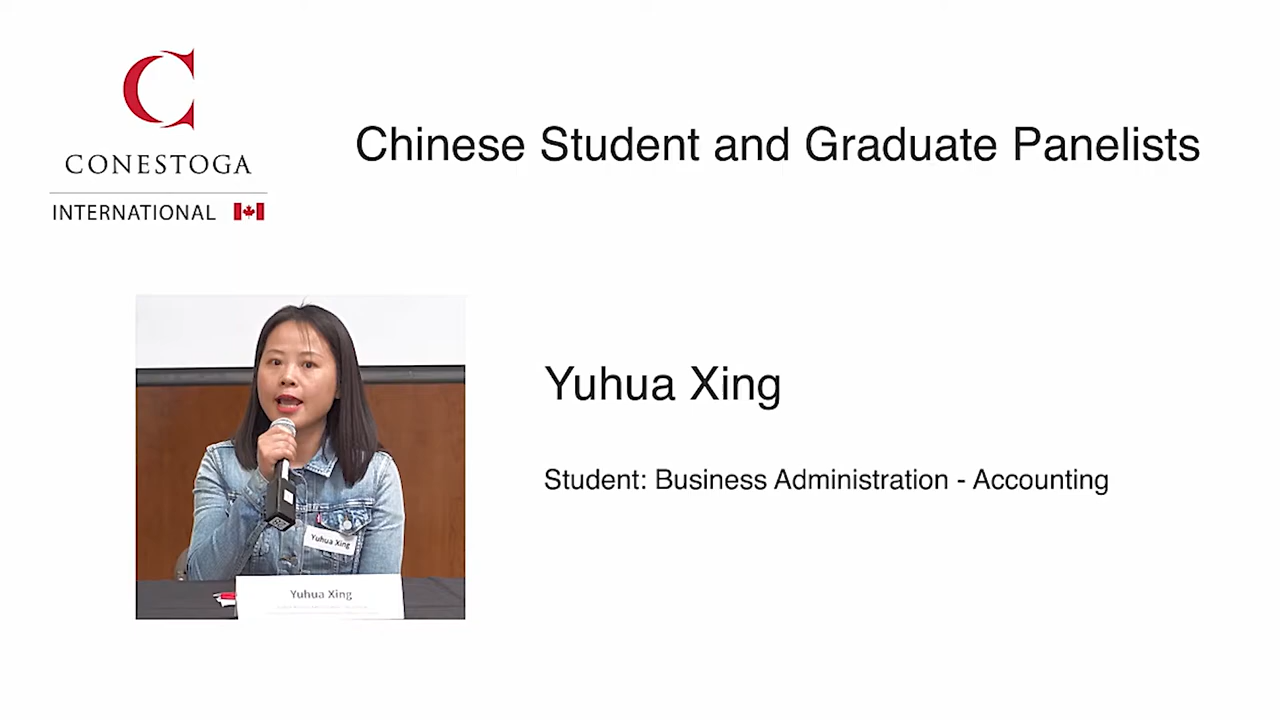 C
CONESTOGA
INTERNATIONAL
Chinese Student and Graduate Panelists
Yuhua Xing
Student: Business Administration - Accounting
Yuhua Xing
Yuhua Xing